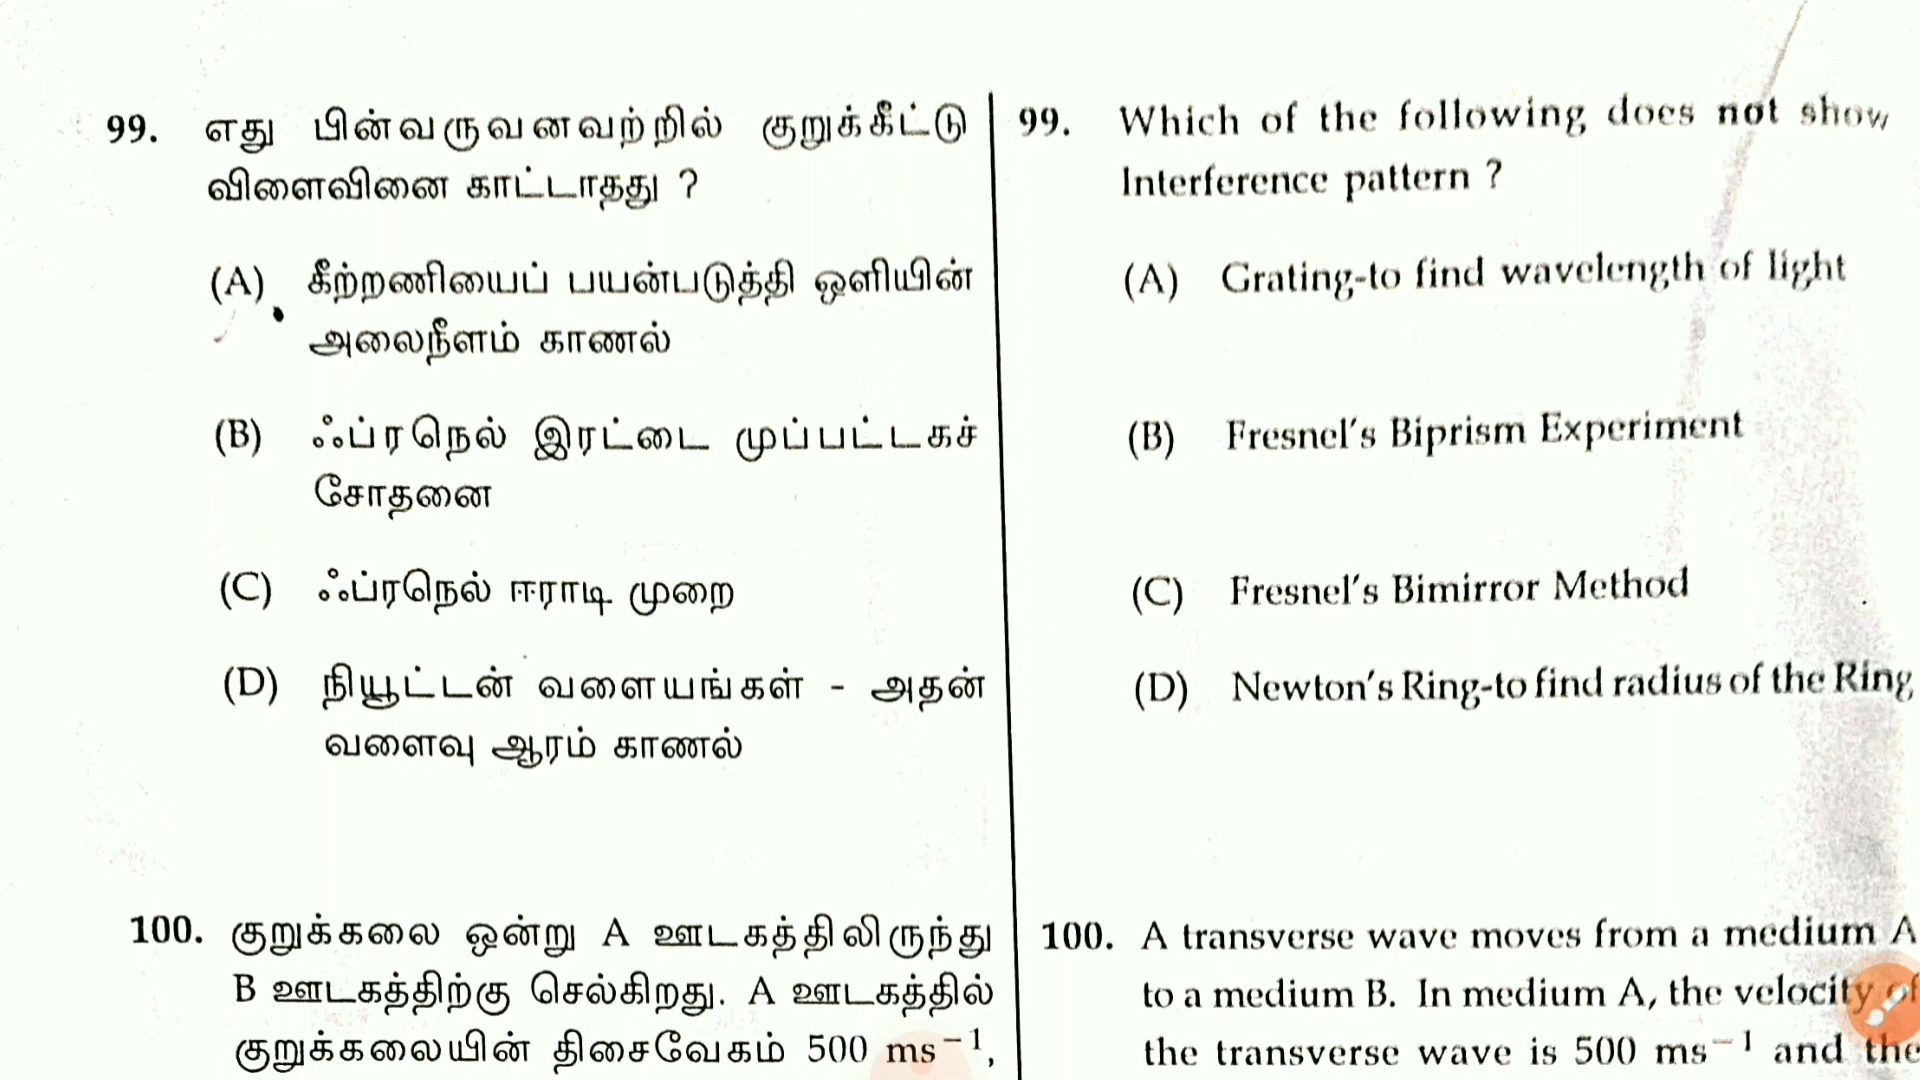 99. எது பின்வருவனவற்றில் குறுக்கீட்டு
விளைவினை காட்டாதது ?
(A) கீற்றணியைப் பயன்படுத்தி ஒளியின்
அலைநீளம் காணல்
(B) ஃப்ரநெல் இரட்டை முப்பட்டகச்
சோதனை
(C) ஃப்ரநெல் ஈராடி முறை
(D) நியூட்டன் வளையங்கள் - அதன்
வளைவு ஆரம் காணல்
100. குறுக்கலை ஒன்று A ஊடகத்திலிருந்து
B ஊடகத்திற்கு செல்கிறது. A ஊடகத்தில்
குறுக்கலையின் திசைவேகம் 500 ms⁻¹,
99. Which of the following does not show
Interference pattern ?
(A) Grating-to find wavelength of light
(B) Fresnel's Biprism Experiment
(C) Fresnel's Bimirror Method
(D) Newton's Ring-to find radius of the Ring
100. A transverse wave moves from a medium A
to a medium B. In medium A, the velocity of
the transverse wave is 500 ms⁻¹ and the